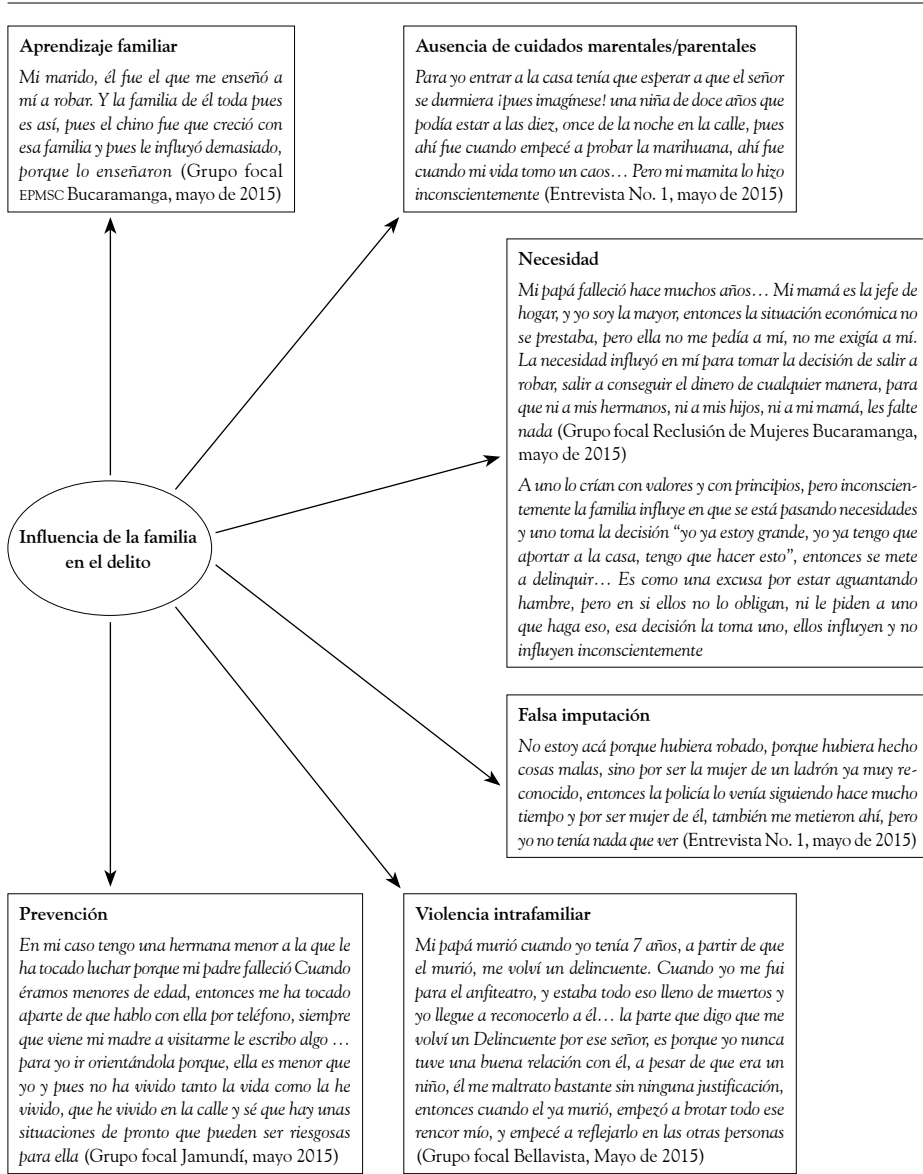 Aprendizaje familiar
Mi marido, él fue el que me enseñó a
mí a robar. Y la familia de él toda pues
es así, pues el chino fue que creció con
esa familia y pues le influyó demasiado,
porque lo enseñaron (Grupo focal
EPMSC Bucaramanga, mayo de 2015)
Ausencia de cuidados marentales/parentales
Para yo entrar a la casa tenía que esperar a que el señor
se durmiera ¡pues imagínese! una niña de doce años que
podía estar a las diez, once de la noche en la calle, pues
ahí fue cuando empecé a probar la marihuana, ahí fue
cuando mi vida tomo un caos… Pero mi mamita lo hizo
inconscientemente (Entrevista No. 1, mayo de 2015)
Necesidad
Mi papá falleció hace muchos años… Mi mamá es la jefe de
hogar, y yo soy la mayor, entonces la situación económica no
se prestaba, pero ella no me pedía a mí, no me exigía a mí.
La necesidad influyó en mí para tomar la decisión de salir a
robar, salir a conseguir el dinero de cualquier manera, para
que ni a mis hermanos, ni a mis hijos, ni a mi mamá, les falte
nada (Grupo focal Reclusión de Mujeres Bucaramanga,
mayo de 2015)
A uno lo crían con valores y con principios, pero inconscien-
temente la familia influye en que se está pasando necesidades
y uno toma la decisión “yo ya estoy grande, yo ya tengo que
aportar a la casa, tengo que hacer esto”, entonces se mete
a delinquir… Es como una excusa por estar aguantando
hambre, pero en si ellos no lo obligan, ni le piden a uno
que haga eso, esa decisión la toma uno, ellos influyen y no
influyen inconscientemente
Influencia de la familia
en el delito
Falsa imputación
No estoy acá porque hubiera robado, porque hubiera hecho
cosas malas, sino por ser la mujer de un ladrón ya muy re-
conocido, entonces la policía lo venía siguiendo hace mucho
tiempo y por ser mujer de él, también me metieron ahí, pero
yo no tenía nada que ver (Entrevista No. 1, mayo de 2015)
Prevención
En mi caso tengo una hermana menor a la que le
ha tocado luchar porque mi padre falleció Cuando
éramos menores de edad, entonces me ha tocado
aparte de que hablo con ella por teléfono, siempre
que viene mi madre a visitarme le escribo algo …
para yo ir orientándola porque, ella es menor que
yo y pues no ha vivido tanto la vida como la he
vivido, que he vivido en la calle y sé que hay unas
situaciones de pronto que pueden ser riesgosas
para ella (Grupo focal Jamundí, mayo 2015)
Violencia intrafamiliar
Mi papá murió cuando yo tenía 7 años, a partir de que
el murió, me volví un delincuente. Cuando yo me fui
para el anfiteatro, y estaba todo eso lleno de muertos y
yo llegue a reconocerlo a él… la parte que digo que me
volví un Delincuente por ese señor, es porque yo nunca
tuve una buena relación con él, a pesar de que era un
niño, él me maltrato bastante sin ninguna justificación,
entonces cuando el ya murió, empezó a brotar todo ese
rencor mío, y empecé a reflejarlo en las otras personas
(Grupo focal Bellavista, Mayo de 2015)